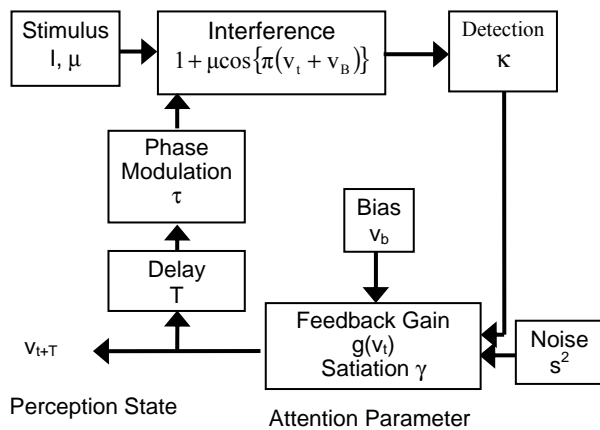 Stimulus
I, μ
Interference
1 + μcos{π(v_t + v_B)}
Detection
κ
Phase
Modulation
τ
Bias
v_b
Delay
T
Feedback Gain
g(v_t)
Satiation γ
Noise
s²
v_{t+T}
Perception State
Attention Parameter